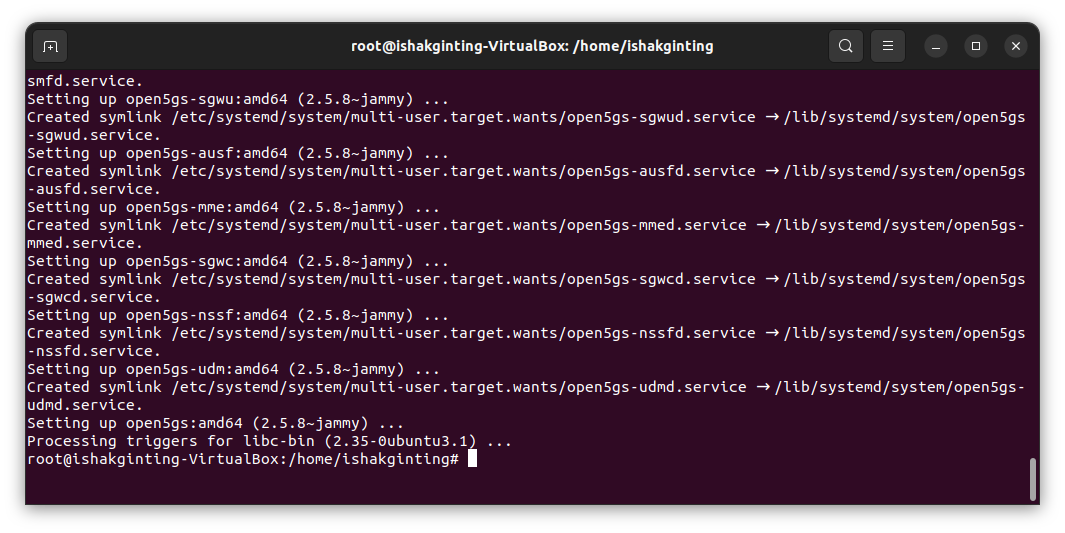 root@ishakginting-VirtualBox: /home/ishakginting
smfd.service.
Setting up open5gs-sgwu:amd64 (2.5.8~jammy) ...
Created symlink /etc/systemd/system/multi-user.target.wants/open5gs-sgwud.service → /lib/systemd/system/open5gs
-sgwud.service.
Setting up open5gs-ausf:amd64 (2.5.8~jammy) ...
Created symlink /etc/systemd/system/multi-user.target.wants/open5gs-ausfd.service → /lib/systemd/system/open5gs
-ausfd.service.
Setting up open5gs-mme:amd64 (2.5.8~jammy) ...
Created symlink /etc/systemd/system/multi-user.target.wants/open5gs-mmed.service → /lib/systemd/system/open5gs-
mmed.service.
Setting up open5gs-sgwc:amd64 (2.5.8~jammy) ...
Created symlink /etc/systemd/system/multi-user.target.wants/open5gs-sgwcd.service → /lib/systemd/system/open5gs
-sgwcd.service.
Setting up open5gs-nssf:amd64 (2.5.8~jammy) ...
Created symlink /etc/systemd/system/multi-user.target.wants/open5gs-nssfd.service → /lib/systemd/system/open5gs
-nssfd.service.
Setting up open5gs-udm:amd64 (2.5.8~jammy) ...
Created symlink /etc/systemd/system/multi-user.target.wants/open5gs-udmd.service → /lib/systemd/system/open5gs-
udmd.service.
Setting up open5gs:amd64 (2.5.8~jammy) ...
Processing triggers for libc-bin (2.35-0ubuntu3.1) ...
root@ishakginting-VirtualBox:/home/ishakginting#